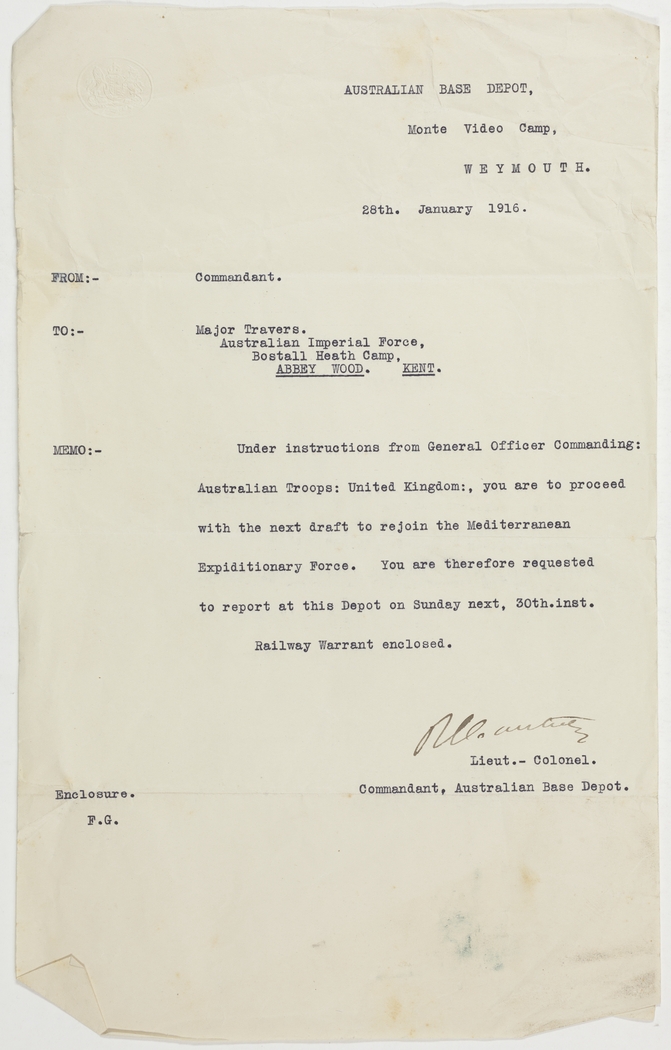 AUSTRALIAN BASE DEPOT,
Monte Video Camp,
WEYMOUTH.
28th. January 1916.
FROM:- Commandant.
TO:- Major Travers.
Australian Imperial Force,
Bostall Heath Camp,
ABBEY WOOD. KENT.
MEMO:- Under instructions from General Officer Commanding:
Australian Troops: United Kingdom:, you are to proceed
with the next draft to rejoin the Mediterranean
Expiditionary Force. You are therefore requested
to report at this Depot on Sunday next, 30th.inst.
Railway Warrant enclosed.
Lieut.- Colonel.
Commandant, Australian Base Depot.
Enclosure.
F.G.